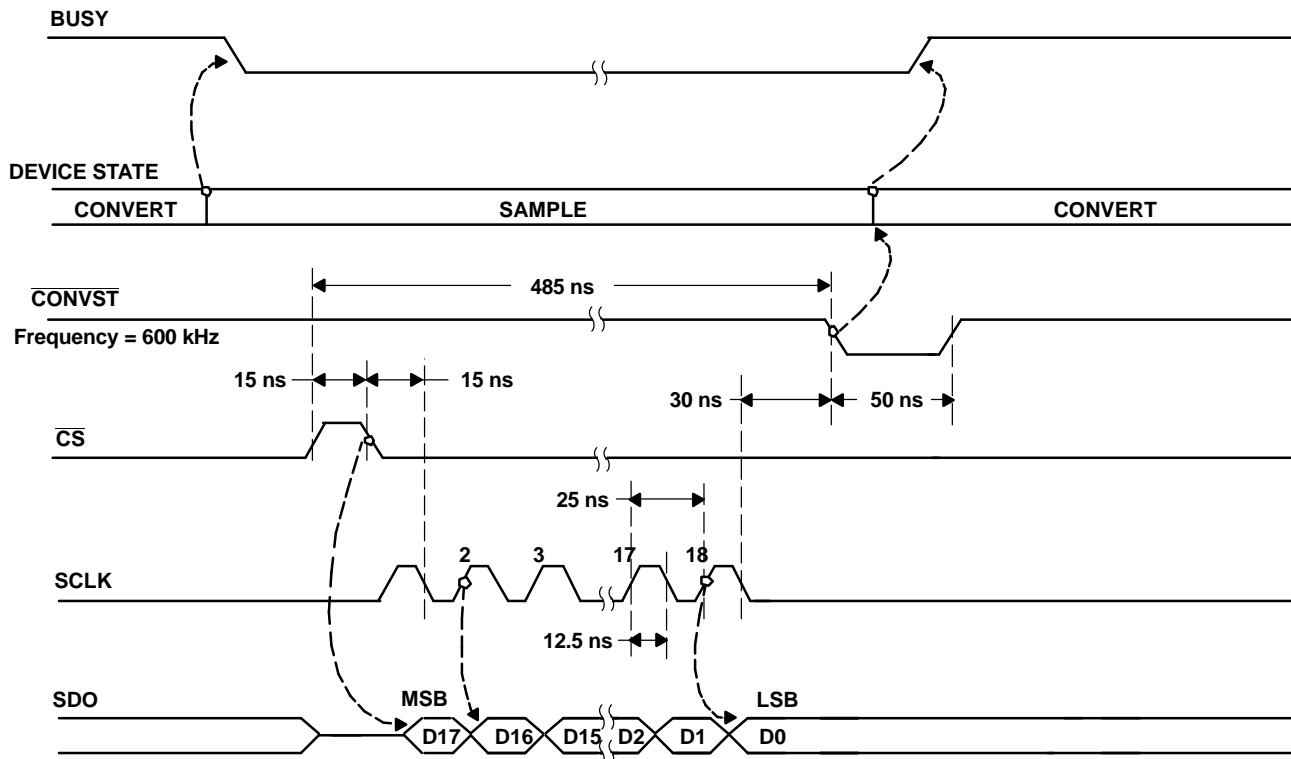 BUSY
DEVICE STATE
CONVERT SAMPLE CONVERT
485 ns
CONVST
Frequency = 600 kHz
15 ns 15 ns
30 ns 50 ns
CS
25 ns
2 3 17 18
SCLK
12.5 ns
SDO MSB LSB
D17 D16 D15 D2 D1 D0